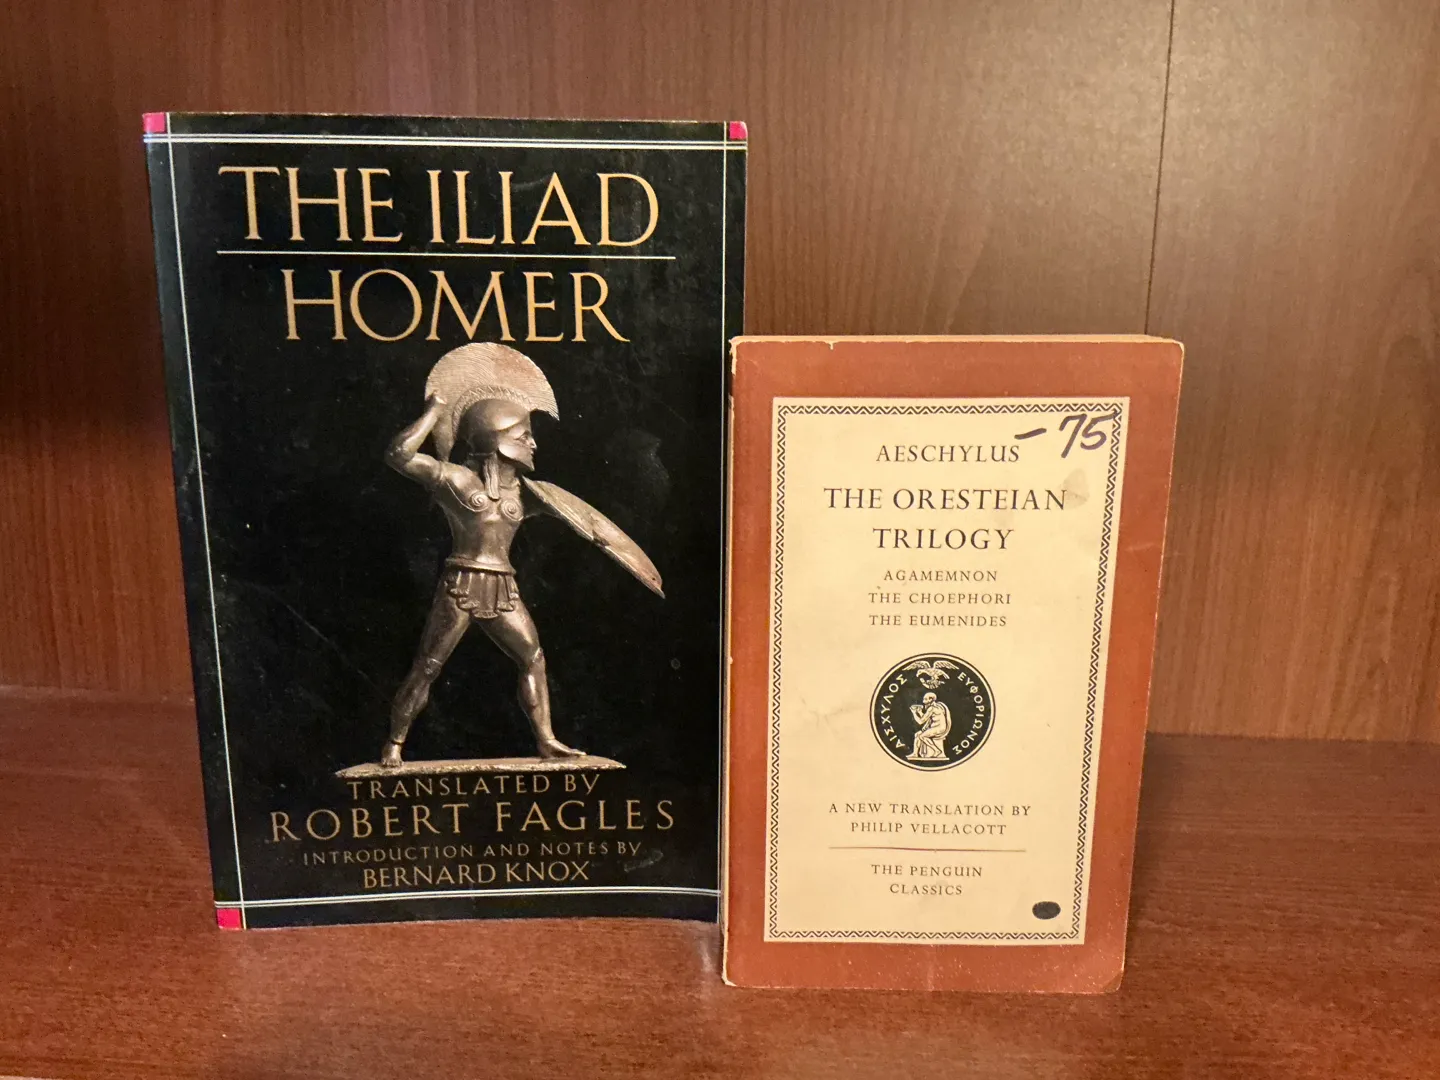 THE ILIAD
HOMER
TRANSLATED BY
ROBERT FAGLES
INTRODUCTION AND NOTES BY
BERNARD KNOX
-75
AESCHYLUS
THE ORESTEIAN
TRILOGY
AGAMEMNON
THE CHOEPHORI
THE EUMENIDES
ΑΙΣΧΥΛΟΣ ΕΥΦΟΡΙΩΝΟΣ
A NEW TRANSLATION BY
PHILIP VELLACOTT
THE PENGUIN
CLASSICS